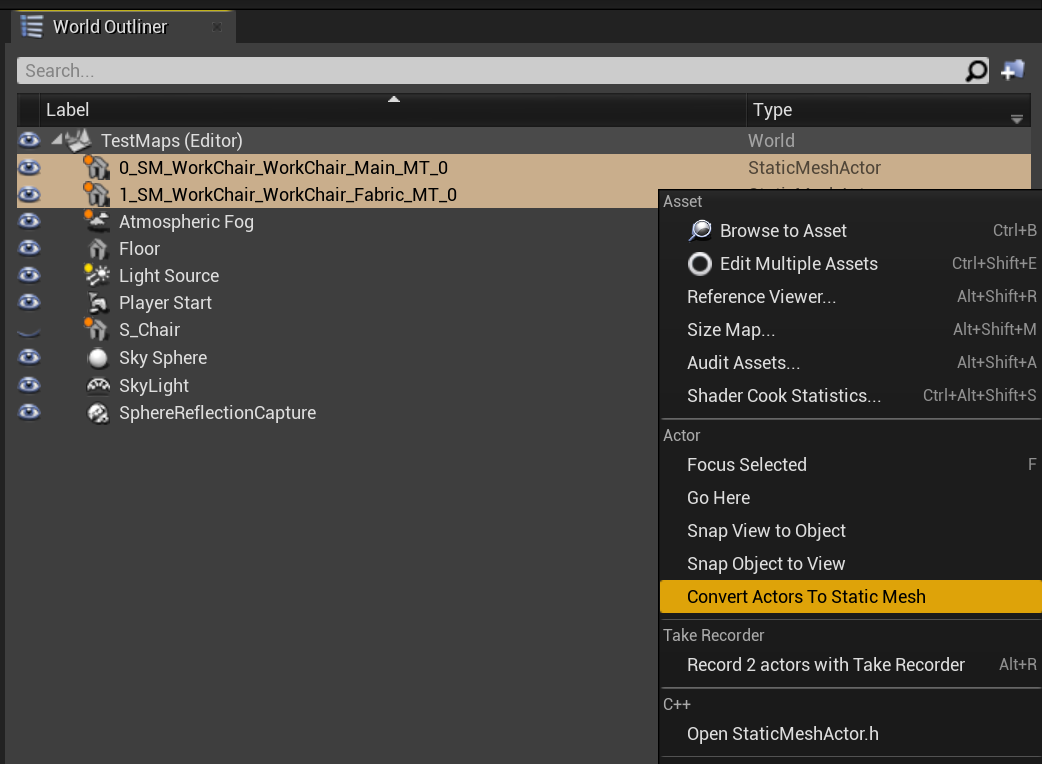 World Outliner
Search...
Label Type
TestMaps (Editor) World
0_SM_WorkChair_WorkChair_Main_MT_0 StaticMeshActor
1_SM_WorkChair_WorkChair_Fabric_MT_0
Atmospheric Fog
Floor
Light Source
Player Start
S_Chair
Sky Sphere
SkyLight
SphereReflectionCapture
Asset
Browse to Asset Ctrl+B
Edit Multiple Assets Ctrl+Shift+E
Reference Viewer... Alt+Shift+R
Size Map... Alt+Shift+M
Audit Assets... Alt+Shift+A
Shader Cook Statistics... Ctrl+Alt+Shift+S
Actor
Focus Selected F
Go Here
Snap View to Object
Snap Object to View
Convert Actors To Static Mesh
Take Recorder
Record 2 actors with Take Recorder Alt+R
C++
Open StaticMeshActor.h